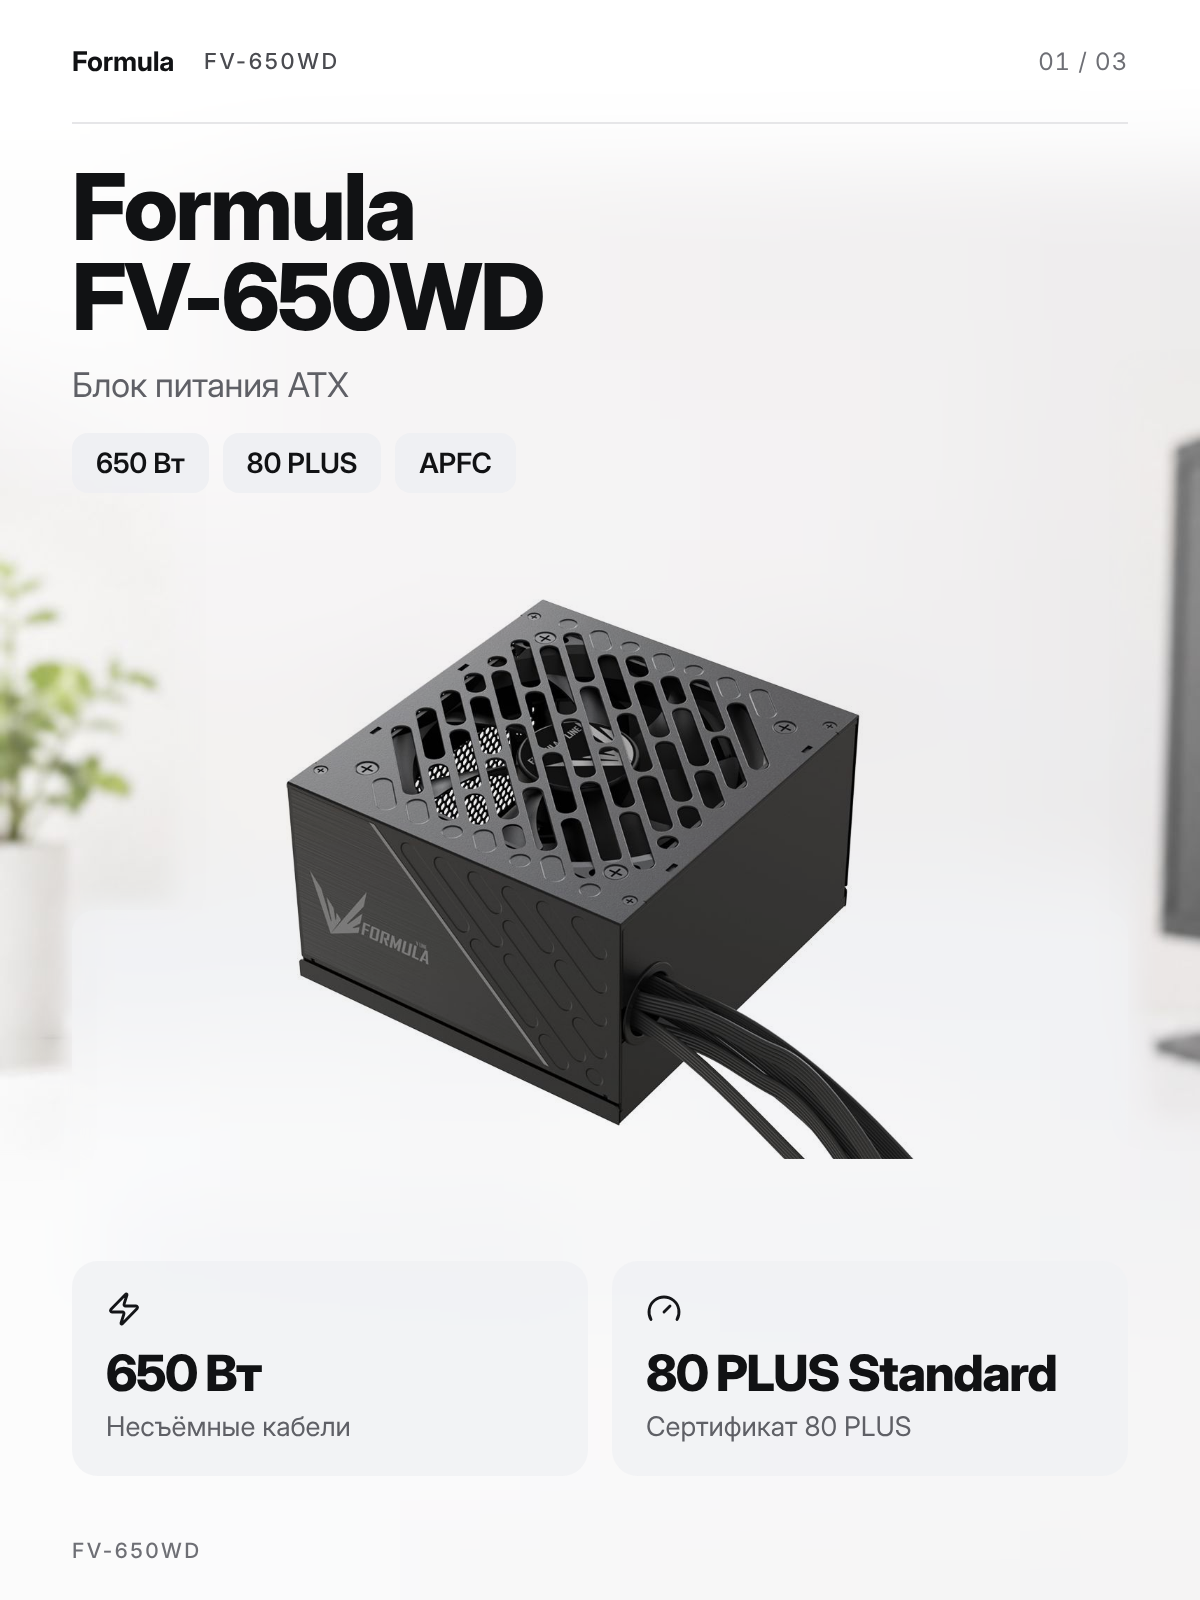 Formula FV-650WD 01 / 03
Formula
FV-650WD
Блок питания ATX
650 Вт 80 PLUS APFC
FORMULA
650 Вт
Несъёмные кабели
80 PLUS Standard
Сертификат 80 PLUS
FV-650WD